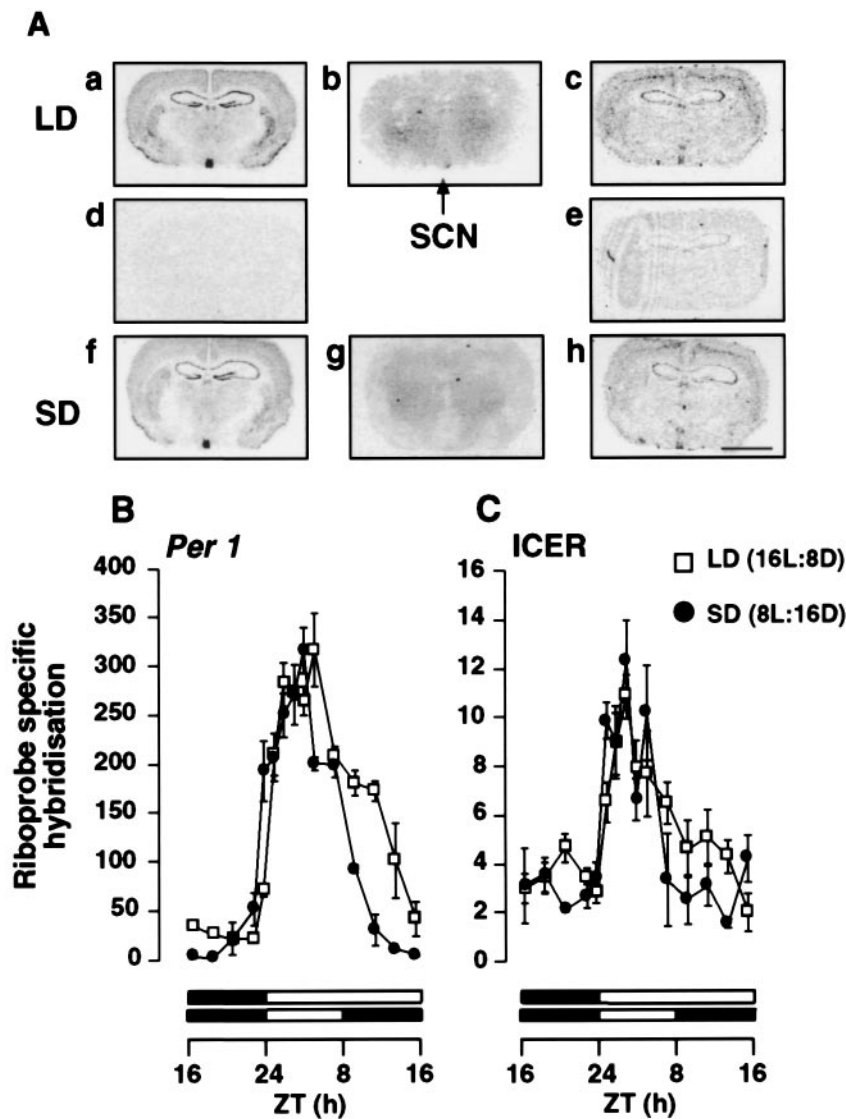 A
a
b
c
LD
d
e
SCN
f
g
h
SD
B
C
Per 1
ICER
LD (16L:8D)
SD (8L:16D)
Riboprobe specific
hybridisation
400
350
300
250
200
150
100
50
0
16
14
12
10
8
6
4
2
0
16 24 8 16
ZT (h)
16 24 8 16
ZT (h)